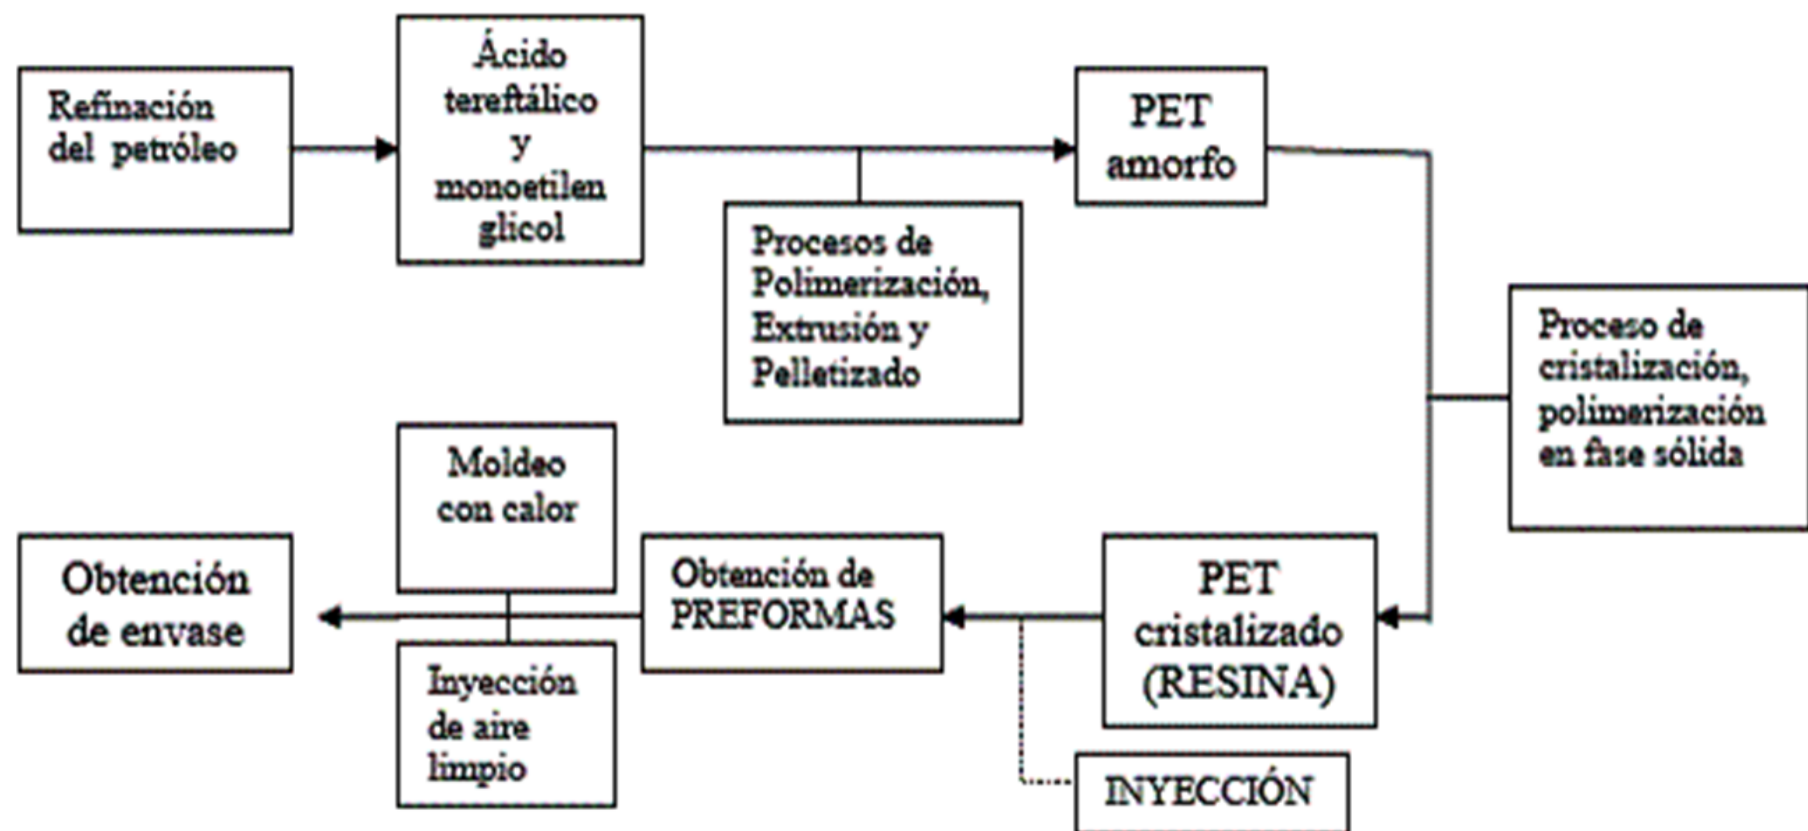 Refinación
del petróleo
Ácido
tereftálico
y
monoetilen
glicol
Procesos de
Polimerización,
Extrusión y
Pelletizado
PET
amorfo
Proceso de
cristalización,
polimerización
en fase sólida
PET
cristalizado
(RESINA)
INYECCIÓN
Obtención de
PREFORMAS
Moldeo
con calor
Inyección
de aire
limpio
Obtención
de envase